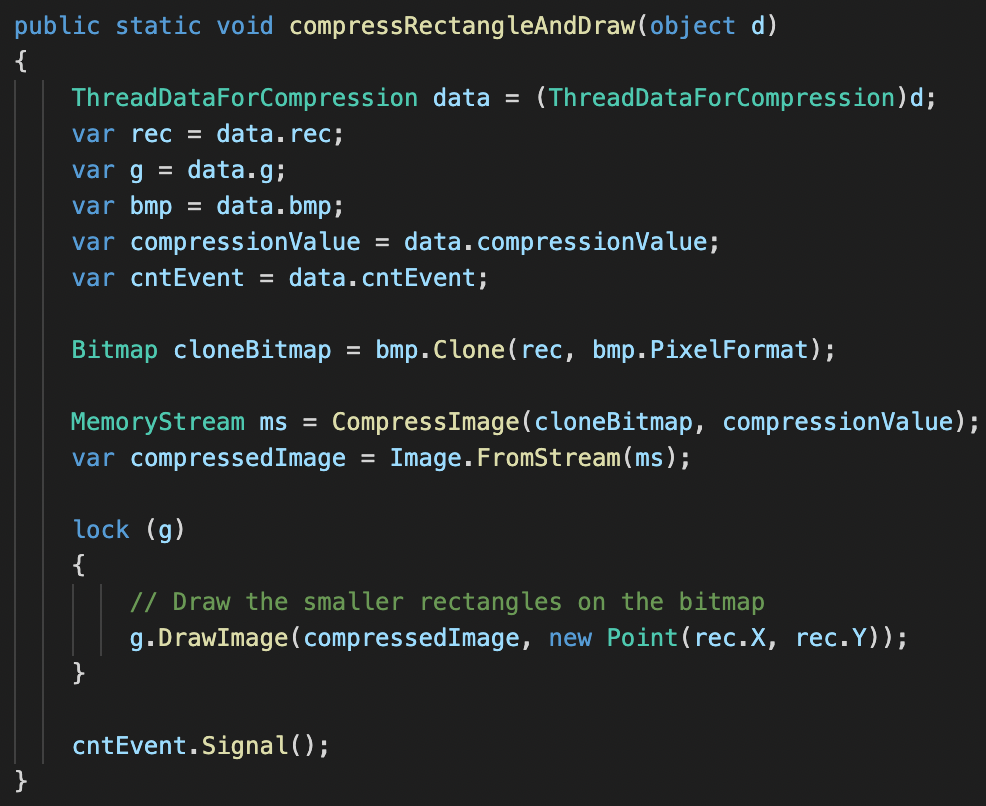 public static void compressRectangleAndDraw(object d)
{
    ThreadDataForCompression data = (ThreadDataForCompression)d;
    var rec = data.rec;
    var g = data.g;
    var bmp = data.bmp;
    var compressionValue = data.compressionValue;
    var cntEvent = data.cntEvent;

    Bitmap cloneBitmap = bmp.Clone(rec, bmp.PixelFormat);

    MemoryStream ms = CompressImage(cloneBitmap, compressionValue);
    var compressedImage = Image.FromStream(ms);

    lock (g)
    {
        // Draw the smaller rectangles on the bitmap
        g.DrawImage(compressedImage, new Point(rec.X, rec.Y));
    }

    cntEvent.Signal();
}